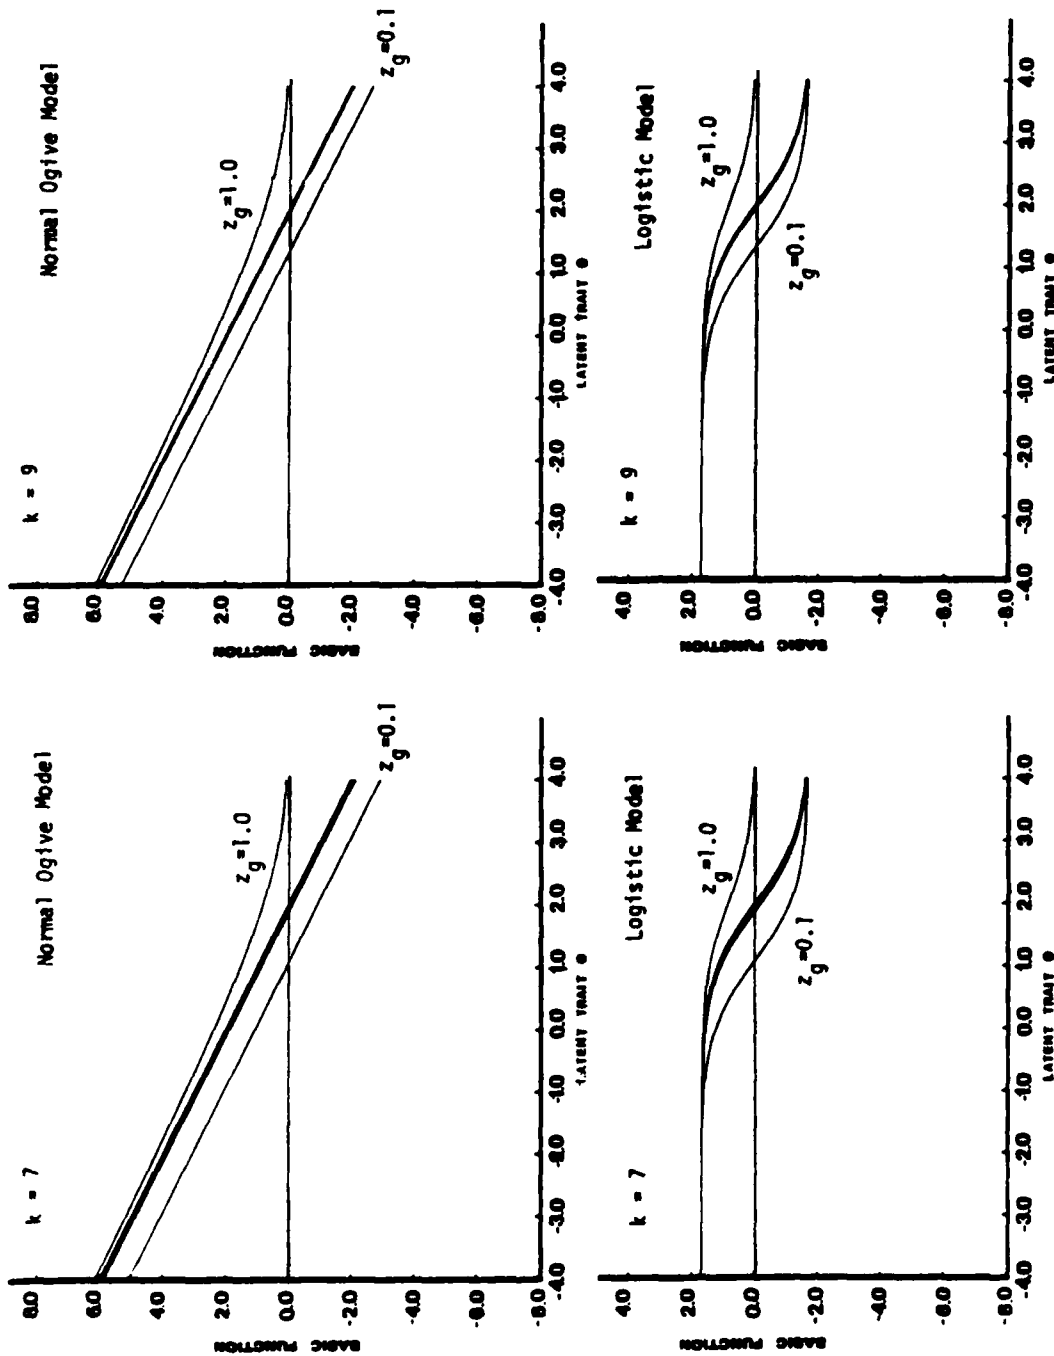 k = 7
Normal Ogive Model
z_g=1.0
z_g=0.1
8.0
6.0
4.0
2.0
0.0
-2.0
-4.0
-6.0
-8.0
BASIC FUNCTION
-4.0 -3.0 -2.0 -1.0 0.0 1.0 2.0 3.0 4.0
LATENT TRAIT θ
k = 9
Normal Ogive Model
z_g=1.0
z_g=0.1
8.0
6.0
4.0
2.0
0.0
-2.0
-4.0
-6.0
-8.0
BASIC FUNCTION
-4.0 -3.0 -2.0 -1.0 0.0 1.0 2.0 3.0 4.0
LATENT TRAIT θ
k = 7
Logistic Model
z_g=1.0
z_g=0.1
4.0
2.0
0.0
-2.0
-4.0
-6.0
-8.0
BASIC FUNCTION
-4.0 -3.0 -2.0 -1.0 0.0 1.0 2.0 3.0 4.0
LATENT TRAIT θ
k = 9
Logistic Model
z_g=1.0
z_g=0.1
4.0
2.0
0.0
-2.0
-4.0
-6.0
-8.0
BASIC FUNCTION
-4.0 -3.0 -2.0 -1.0 0.0 1.0 2.0 3.0 4.0
LATENT TRAIT θ